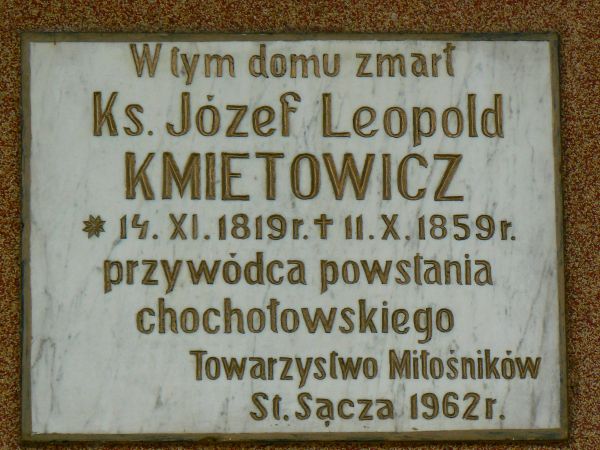 W tym domu zmarł
Ks. Józef Leopold
KMIETOWICZ
* 14. XI. 1819 r. † 11. X. 1859 r.
przywódca powstania
chochołowskiego
Towarzystwo Miłośników
St. Sącza 1962 r.